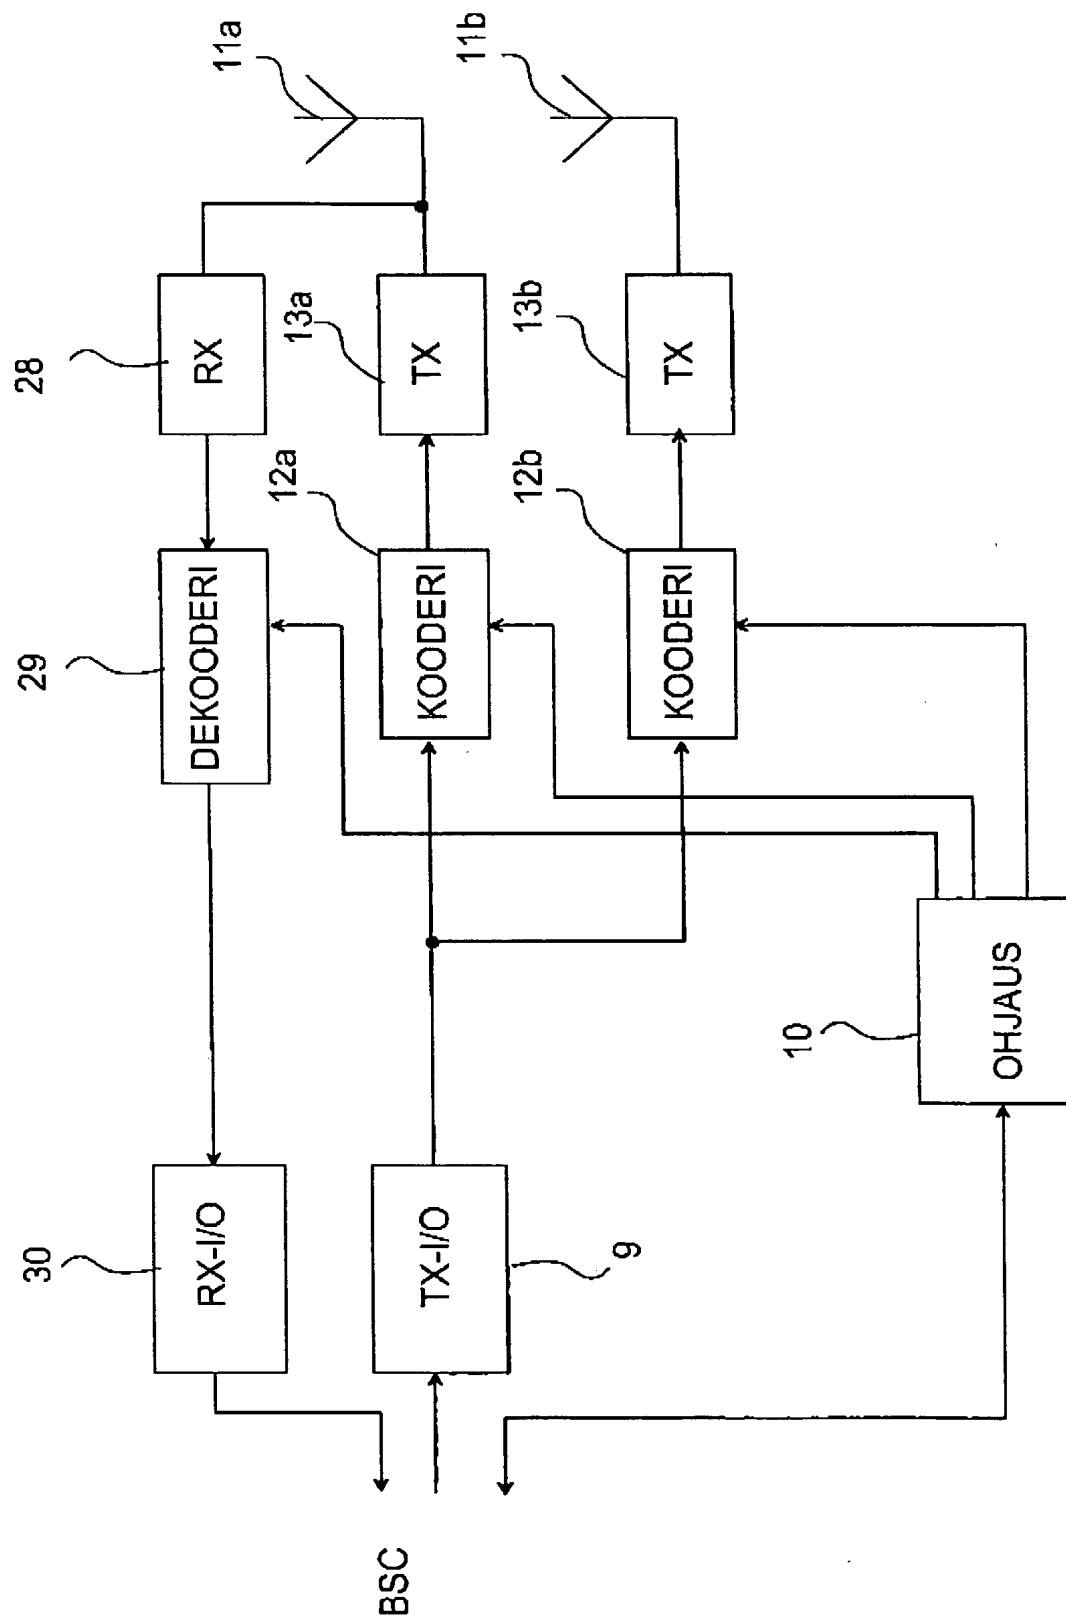 BSC
30
RX-I/O
29
DEKOODERI
28
RX
TX-I/O
9
12a
KOODERI
13a
TX
11a
12b
KOODERI
13b
TX
11b
10
OHJAUS